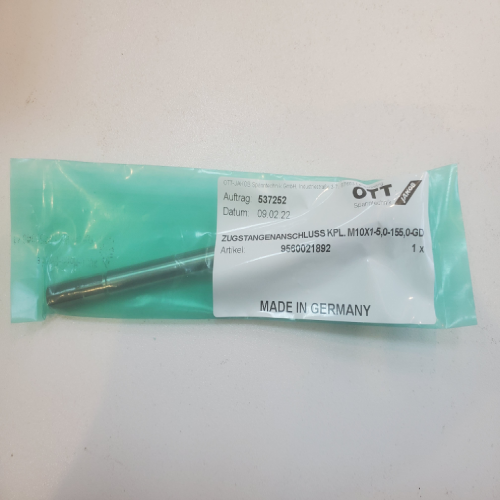 OTT
JAKOB
Auftrag: 537252
Datum: 09.02.22
ZUGSTANGENANSCHLUSS KPL. M10X1-5,0-155,0-GD
Artikel: 9560021892 1 x
MADE IN GERMANY